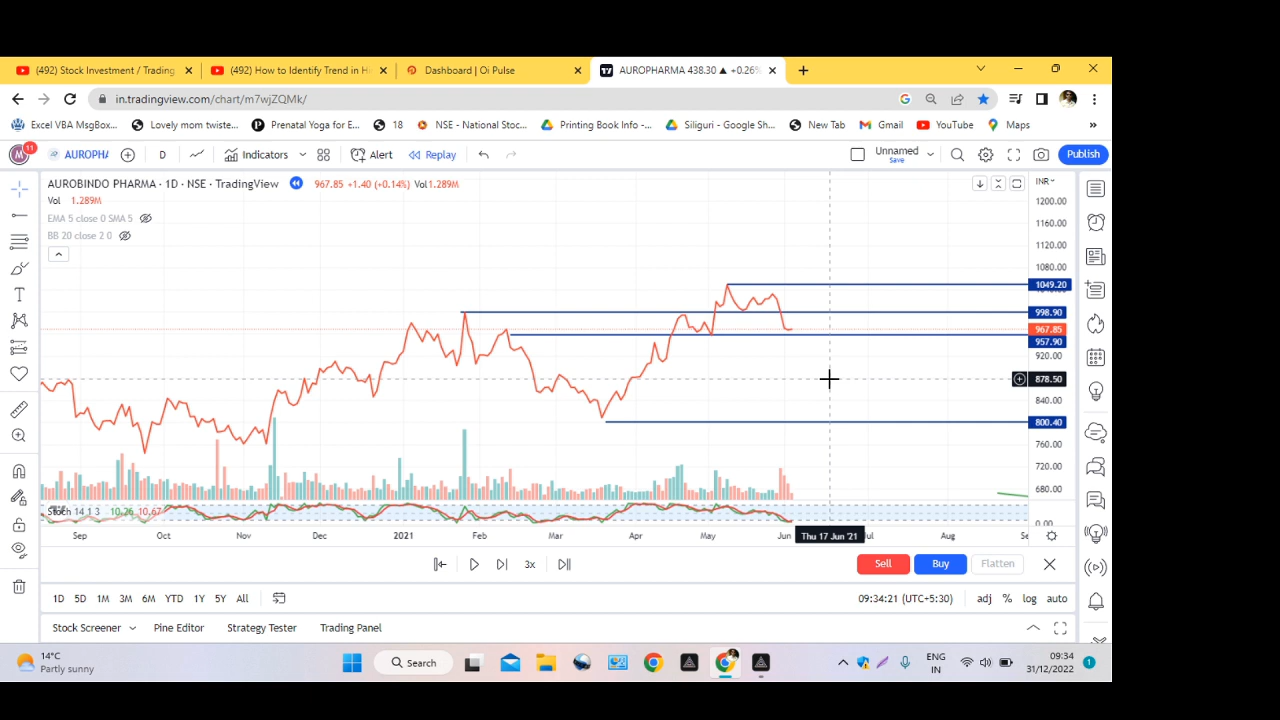 (492) Stock Investment / Trading
(492) How to Identify Trend in H
Dashboard | Oi Pulse
AUROPHARMA 438.30 ▲ +0.26%
in.tradingview.com/chart/m7wjZQMk/
Excel VBA MsgBox...
Lovely mom twiste...
Prenatal Yoga for E...
18
NSE - National Stoc...
Printing Book Info -...
Siliguri - Google Sh...
New Tab
Gmail
YouTube
Maps
»
M 11
AUROPHA
D
Indicators
Alert
Replay
Unnamed
Save
Publish
AUROBINDO PHARMA · 1D · NSE · TradingView
967.85 +1.40 (+0.14%) Vol1.289M
INR
Vol 1.289M
EMA 5 close 0 SMA 5
BB 20 close 2 0
1200.00
1160.00
1120.00
1080.00
1049.20
998.90
967.85
957.90
920.00
878.50
840.00
800.40
760.00
720.00
680.00
Stoch 14 1 3 10.26 10.67
0.00
Sep
Oct
Nov
Dec
2021
Feb
Mar
Apr
May
Jun
Thu 17 Jun '21
Jul
Aug
Se
3x
Sell
Buy
Flatten
1D 5D 1M 3M 6M YTD 1Y 5Y All
09:34:21 (UTC+5:30)
adj % log auto
Stock Screener
Pine Editor
Strategy Tester
Trading Panel
14°C
Partly sunny
Search
ENG
IN
09:34
31/12/2022
1